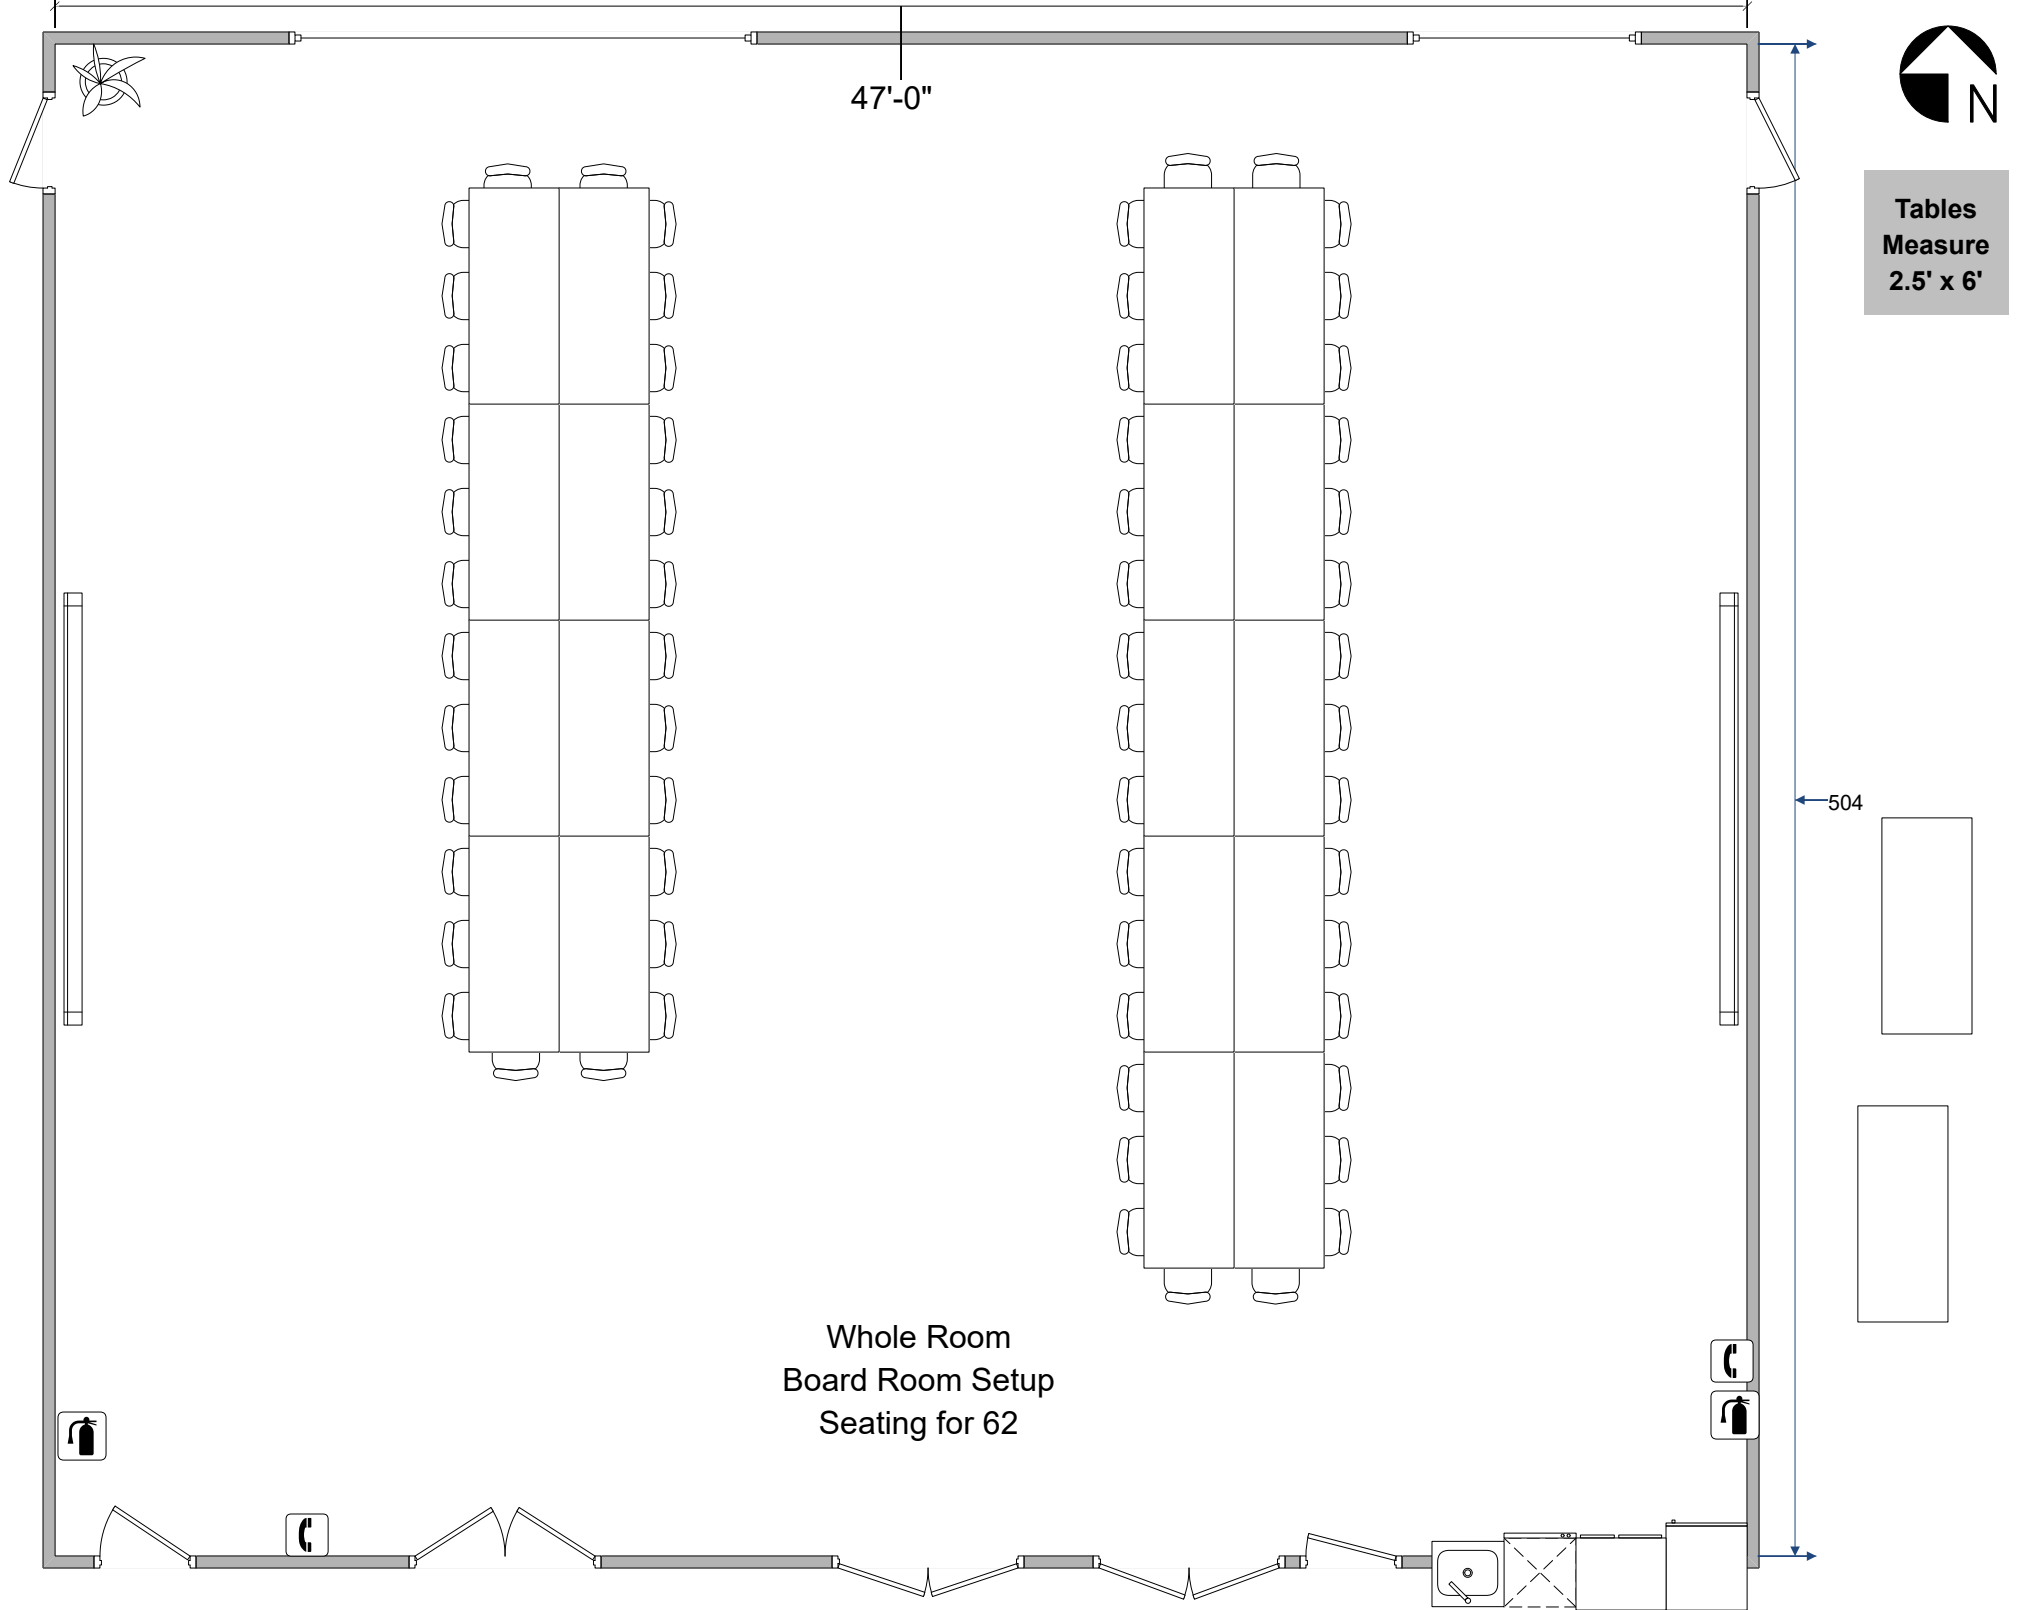 47'-0"
N
Tables
Measure
2.5' x 6'
504
Whole Room
Board Room Setup
Seating for 62